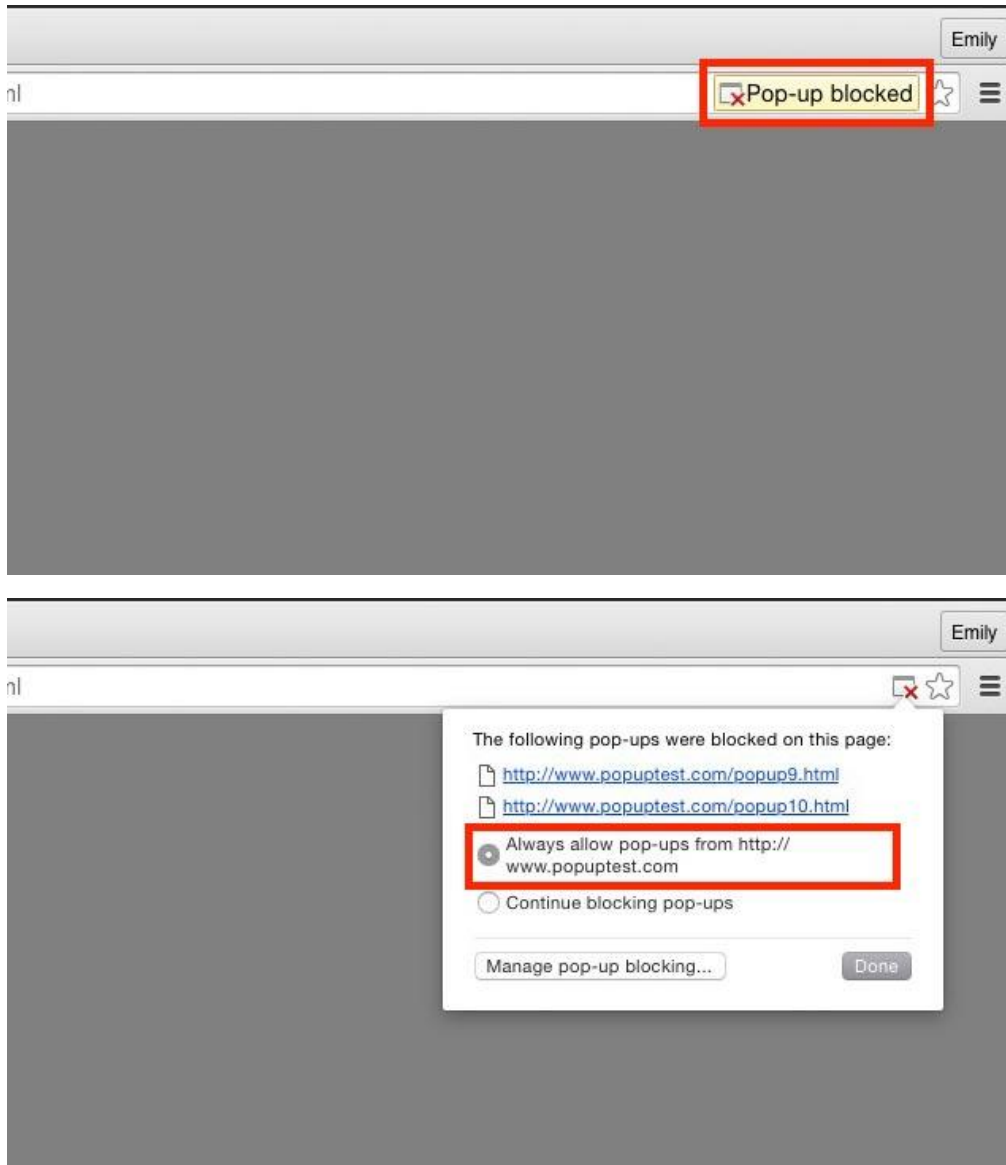 Emily
ml
Pop-up blocked
Emily
ml
The following pop-ups were blocked on this page:
http://www.popuptest.com/popup9.html
http://www.popuptest.com/popup10.html
Always allow pop-ups from http://
www.popuptest.com
Continue blocking pop-ups
Manage pop-up blocking...
Done